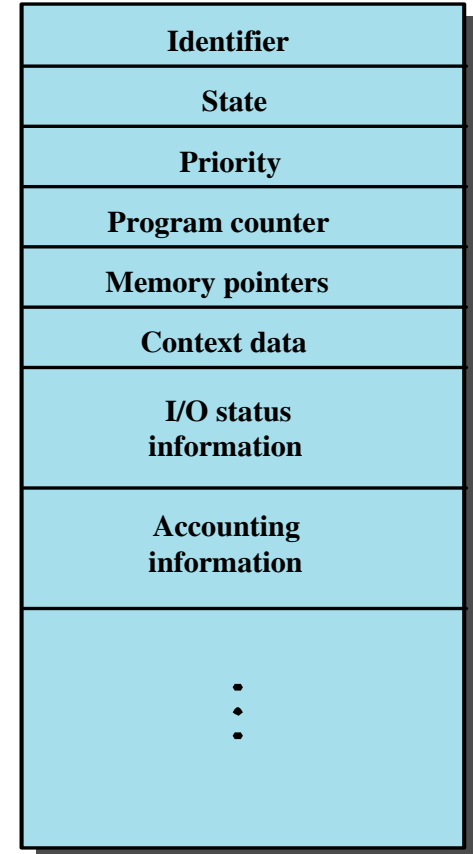 Identifier
State
Priority
Program counter
Memory pointers
Context data
I/O status
information
Accounting
information